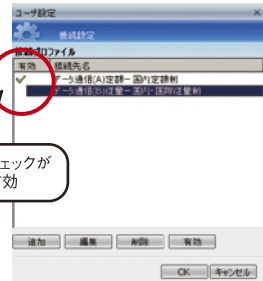 ユーザ設定
接続設定
接続プロファイル
有効 接続先名
データ通信(A)定額－国内定額制
データ通信(B)従量－国内・国際従量制
ェックが
効
追加 編集 削除 有効
OK キャンセル